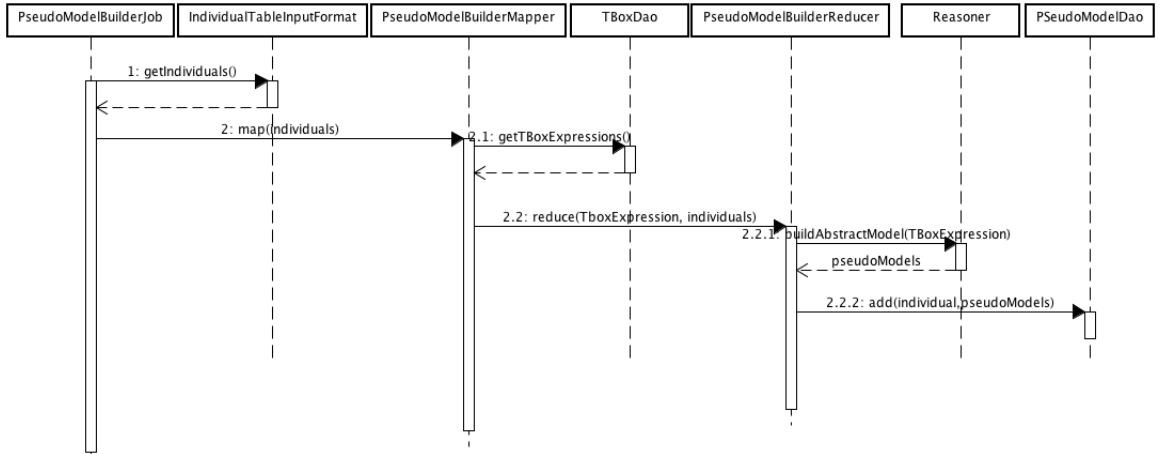 PseudoModelBuilderJob
IndividualTableInputFormat
PseudoModelBuilderMapper
TBoxDao
PseudoModelBuilderReducer
Reasoner
PSeudoModelDao
1: getIndividuals()
2: map(individuals)
2.1: getTBoxExpressions()
2.2: reduce(TboxExpression, individuals)
2.2.1: buildAbstractModel(TBoxExpression)
pseudoModels
2.2.2: add(individual,pseudoModels)